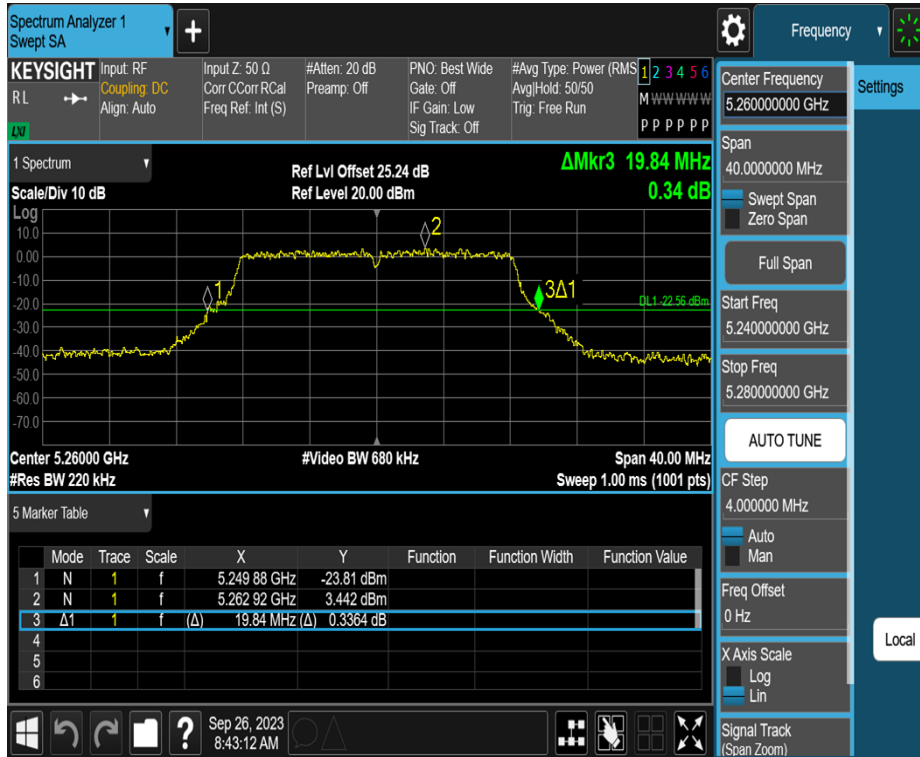 Spectrum Analyzer 1
Swept SA
+
Frequency
KEYSIGHT
RL
LXI
Input: RF
Coupling: DC
Align: Auto
Input Z: 50 Ω
Corr CCorr RCal
Freq Ref: Int (S)
#Atten: 20 dB
Preamp: Off
PNO: Best Wide
Gate: Off
IF Gain: Low
Sig Track: Off
#Avg Type: Power (RMS
Avg|Hold: 50/50
Trig: Free Run
1 2 3 4 5 6
M W W W W W
P P P P P P
1 Spectrum
Scale/Div 10 dB
Ref Lvl Offset 25.24 dB
Ref Level 20.00 dBm
ΔMkr3 19.84 MHz
0.34 dB
Log
10.0
0.00
-10.0
-20.0
-30.0
-40.0
-50.0
-60.0
-70.0
1
2
3Δ1
DL1 -22.56 dBm
Center 5.26000 GHz
#Video BW 680 kHz
Span 40.00 MHz
#Res BW 220 kHz
Sweep 1.00 ms (1001 pts)
5 Marker Table
Mode Trace Scale X Y Function Function Width Function Value
1 N 1 f 5.249 88 GHz -23.81 dBm
2 N 1 f 5.262 92 GHz 3.442 dBm
3 Δ1 1 f (Δ) 19.84 MHz (Δ) 0.3364 dB
4
5
6
?
Sep 26, 2023
8:43:12 AM
Center Frequency
5.260000000 GHz
Span
40.0000000 MHz
Swept Span
Zero Span
Full Span
Start Freq
5.240000000 GHz
Stop Freq
5.280000000 GHz
AUTO TUNE
CF Step
4.000000 MHz
Auto
Man
Freq Offset
0 Hz
X Axis Scale
Log
Lin
Signal Track
(Span Zoom)
Settings
Local